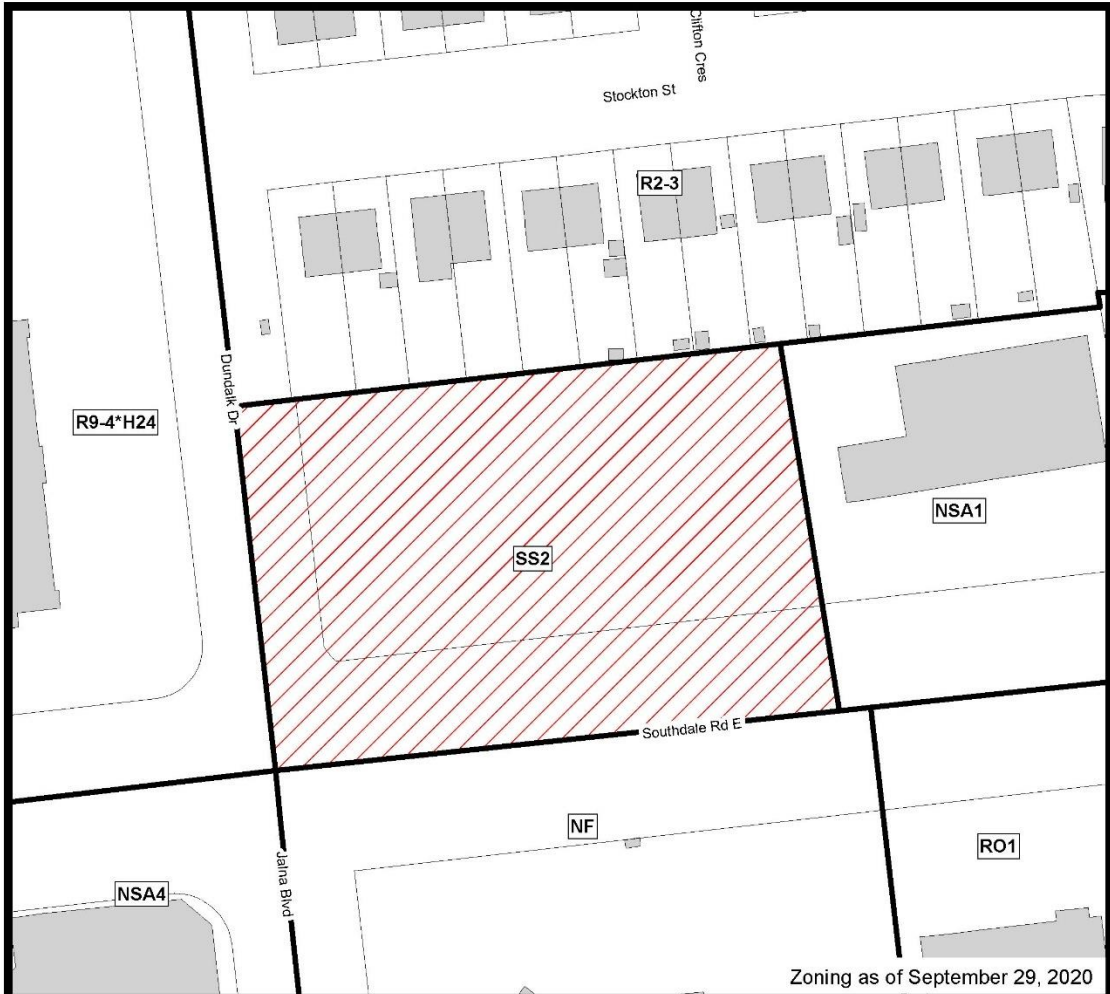 Clifton Cres
Stockton St
R2-3
Dundalk Dr
R9-4*H24
NSA1
SS2
Southdale Rd E
NF
RO1
Jalna Blvd
NSA4
Zoning as of September 29, 2020